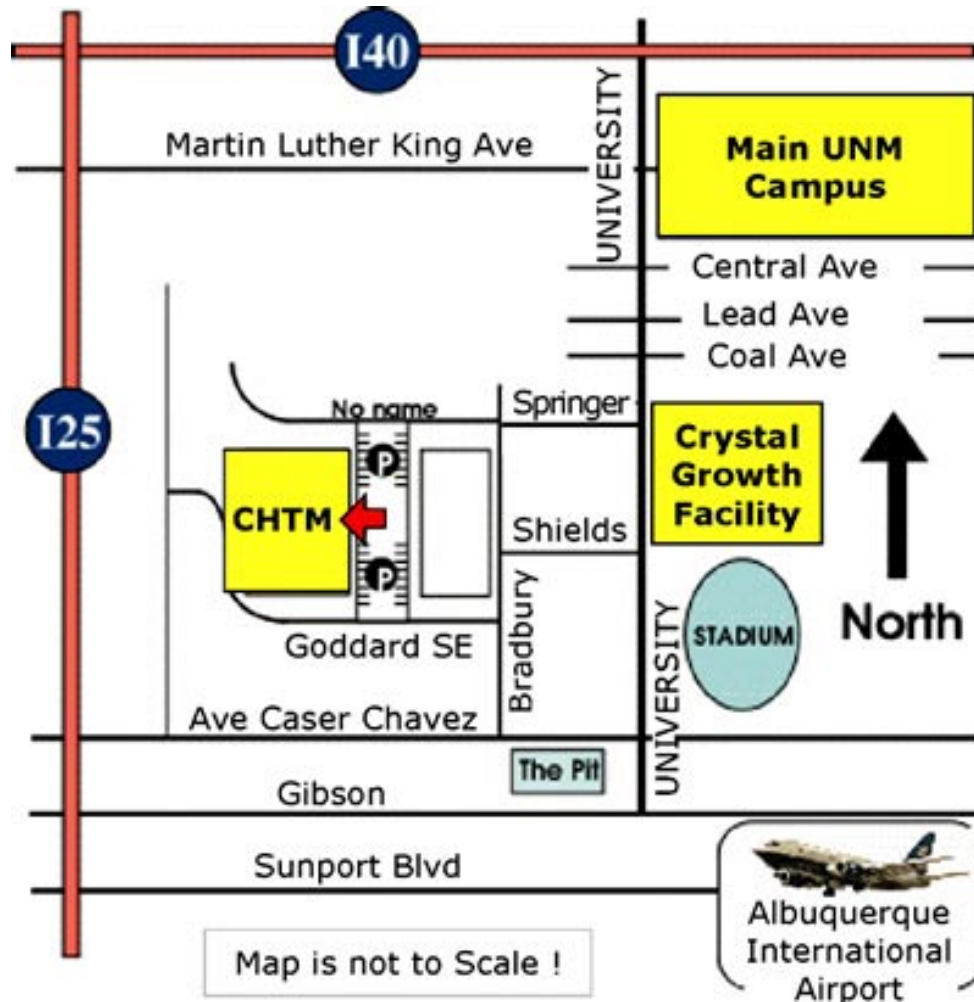 I40
Martin Luther King Ave
UNIVERSITY
Main UNM
Campus
Central Ave
Lead Ave
Coal Ave
I25
No name
Springer
P
CHTM
P
Crystal
Growth
Facility
Shields
Bradbury
Goddard SE
UNIVERSITY
STADIUM
North
Ave Caser Chavez
The Pit
Gibson
Sunport Blvd
Albuquerque
International
Airport
Map is not to Scale !